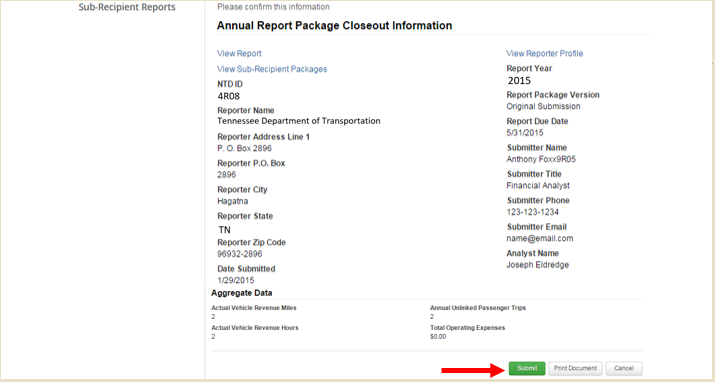 Sub-Recipient Reports
Please confirm this information
Annual Report Package Closeout Information
View Report
View Sub-Recipient Packages
NTD ID
4R08
Reporter Name
Tennesee Department of Transportation
Reporter Address Line 1
P. O. Box 2896
Reporter P.O. Box
2896
Reporter City
Hagatna
Reporter State
TN
Reporter Zip Code
96932-2896
Date Submitted
1/29/2015
View Reporter Profile
Report Year
2015
Report Package Version
Original Submission
Report Due Date
5/31/2015
Submitter Name
Anthony Foxx9R05
Submitter Title
Financial Analyst
Submitter Phone
123-123-1234
Submitter Email
name@email.com
Analyst Name
Joseph Eldredge
Aggregate Data
Actual Vehicle Revenue Miles
2
Actual Vehicle Revenue Hours
2
Annual Unlinked Passenger Trips
2
Total Operating Expenses
$0.00
Submit
Print Document
Cancel